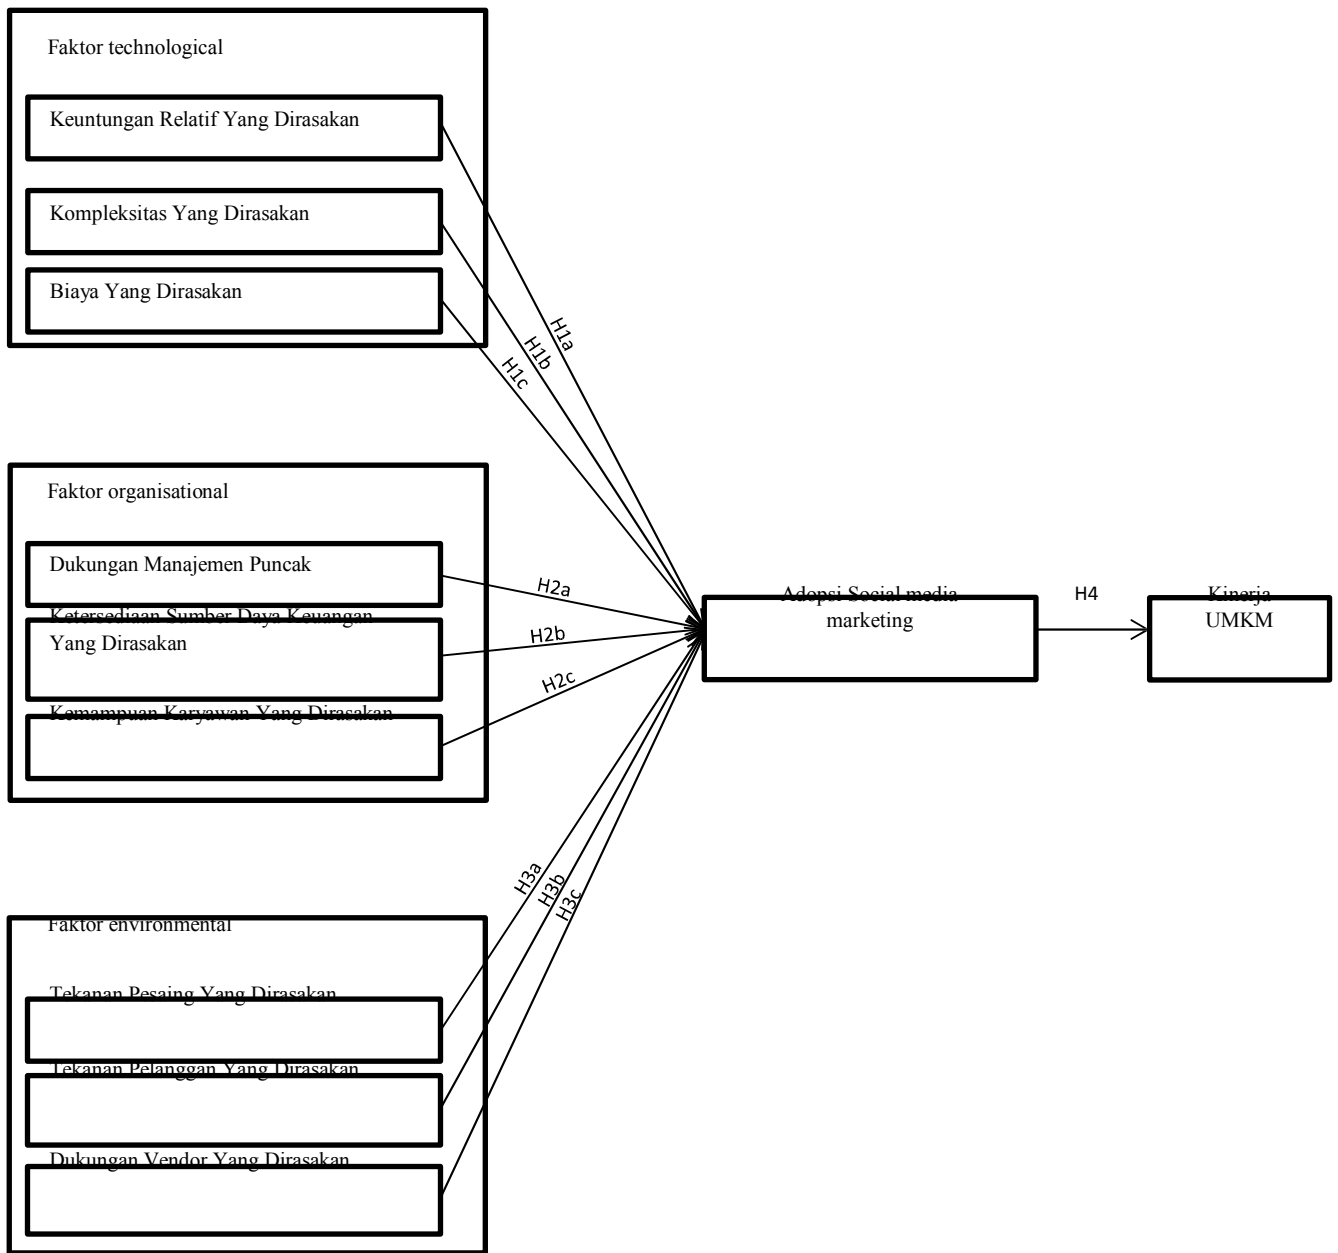 Faktor technological
Keuntungan Relatif Yang Dirasakan
Kompleksitas Yang Dirasakan
Biaya Yang Dirasakan
H1a
H1b
H1c
Faktor organisational
Dukungan Manajemen Puncak
Ketersediaan Sumber Daya Keuangan
Yang Dirasakan
Kemampuan Karyawan Yang Dirasakan
H2a
H2b
H2c
Adopsi Social media
marketing
H4
Kinerja
UMKM
H3a
H3b
H3c
Faktor environmental
Tekanan Pesaing Yang Dirasakan
Tekanan Pelanggan Yang Dirasakan
Dukungan Vendor Yang Dirasakan